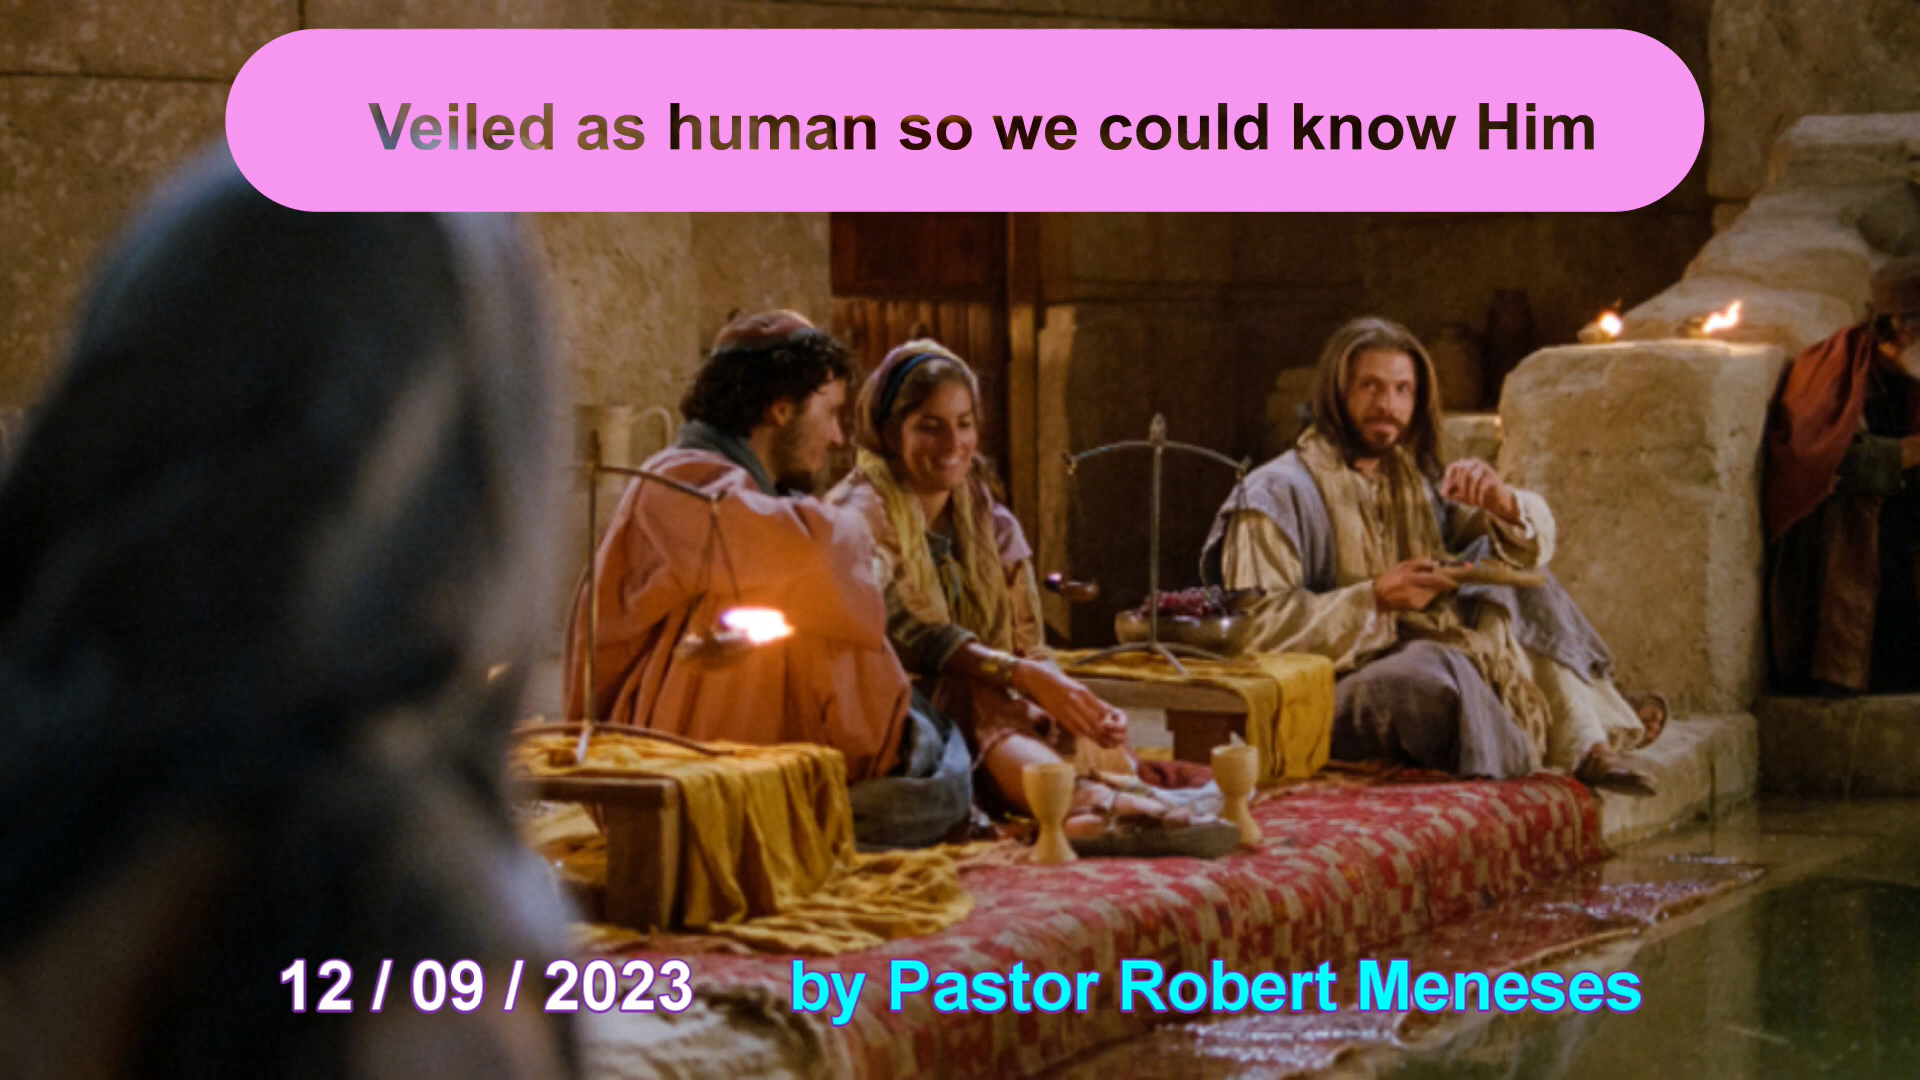 Veiled as human so we could know Him
12 / 09 / 2023 by Pastor Robert Meneses